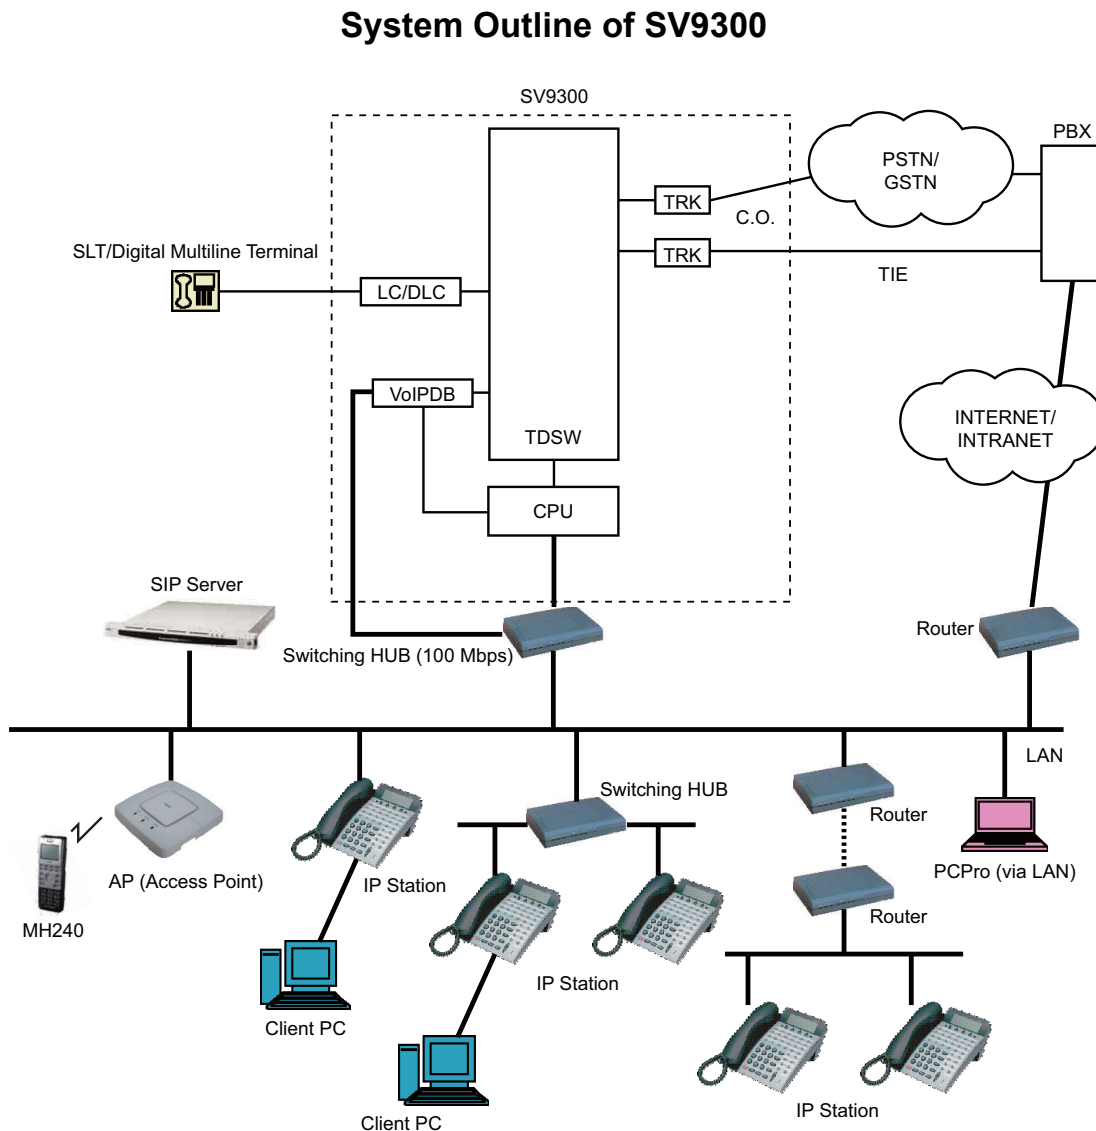 System Outline of SV9300
SV9300
PBX
PSTN/
GSTN
TRK
C.O.
SLT/Digital Multiline Terminal
TRK
TIE
LC/DLC
VoIPDB
INTERNET/
INTRANET
TDSW
CPU
SIP Server
Router
Switching HUB (100 Mbps)
LAN
Switching HUB
Router
AP (Access Point)
IP Station
PCPro (via LAN)
Router
MH240
IP Station
Client PC
IP Station
Client PC